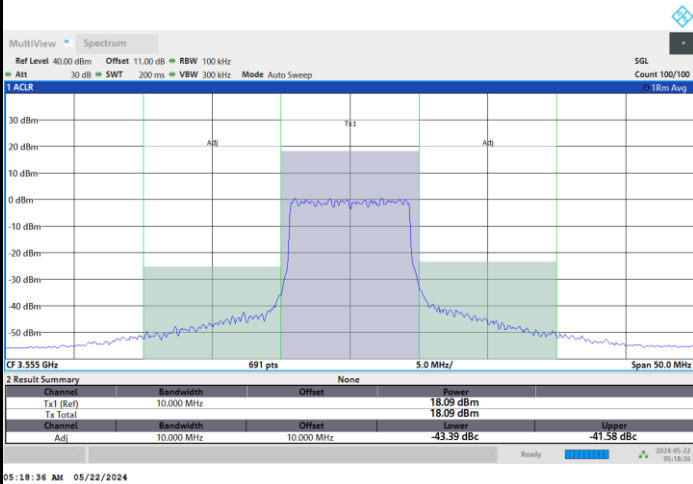 MultiView Spectrum
Ref Level 40.00 dBm Offset 11.00 dB RBW 100 kHz SGL
Att 30 dB SWT 200 ms VBW 300 kHz Mode Auto Sweep Count 100/100
1 ACLR 1Rm Avg
30 dBm
Tx1
20 dBm
Adj Adj
10 dBm
0 dBm
-10 dBm
-20 dBm
-30 dBm
-40 dBm
-50 dBm
CF 3.555 GHz 691 pts 5.0 MHz/ Span 50.0 MHz
2 Result Summary None
Channel Bandwidth Offset Power
Tx1 (Ref) 10.000 MHz 18.09 dBm
Tx Total 18.09 dBm
Channel Bandwidth Offset Lower Upper
Adj 10.000 MHz 10.000 MHz -43.39 dBc -41.58 dBc
Ready 2024-05-22
05:18:36
05:18:36 AM 05/22/2024